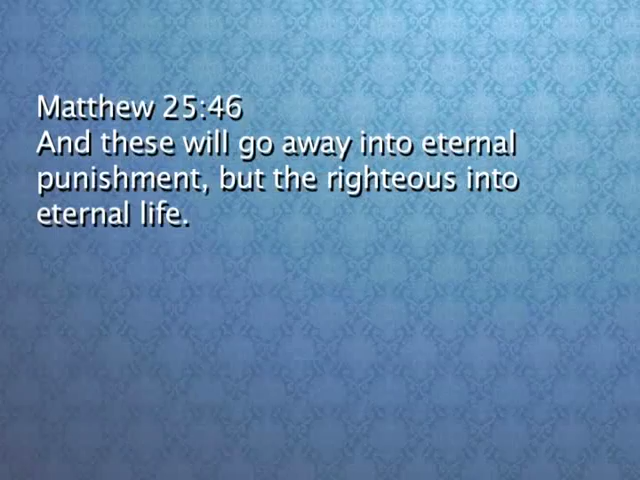 Matthew 25:46
And these will go away into eternal
punishment, but the righteous into
eternal life.